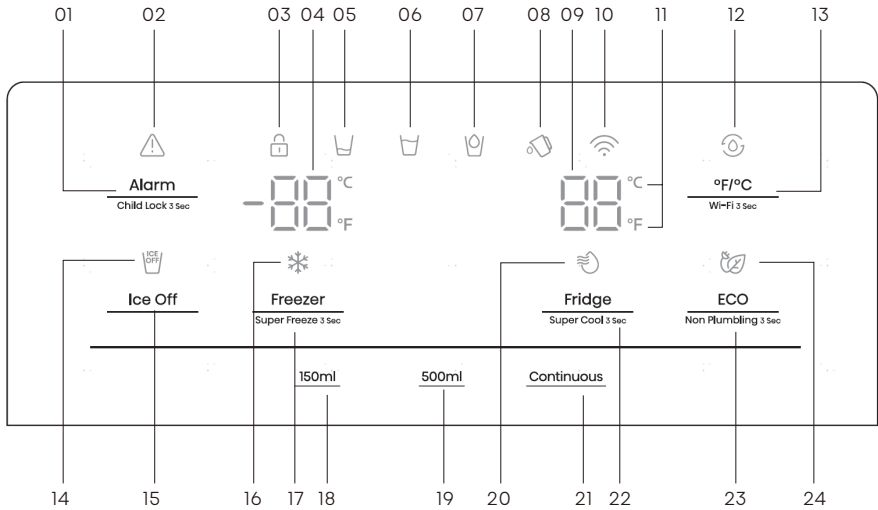 01 02 03 04 05 06 07 08 09 10 11 12 13
Alarm
Child Lock 3 Sec
-88 °C
°F
88 °C
°F
°F/°C
Wi-Fi 3 Sec
ICE
OFF
Ice Off
Freezer
Super Freeze 3 Sec
Fridge
Super Cool 3 Sec
ECO
Non Plumbling 3 Sec
150ml 500ml Continuous
14 15 16 17 18 19 20 21 22 23 24